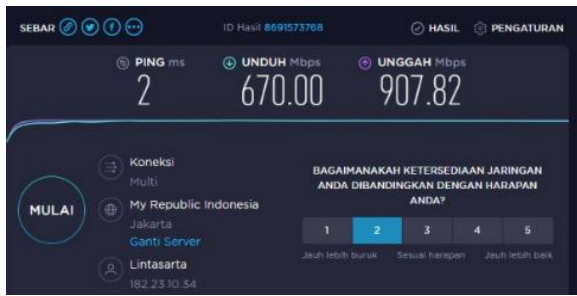 SEBAR
ID Hasil 8691573768
HASIL
PENGATURAN
PING ms
2
UNDUH Mbps
670.00
UNGGAH Mbps
907.82
MULAI
Koneksi
Multi
My Republic Indonesia
Jakarta
Ganti Server
Lintasarta
182.23.10.34
BAGAIMANAKAH KETERSEDIAAN JARINGAN
ANDA DIBANDINGKAN DENGAN HARAPAN
ANDA?
1 2 3 4 5
Jauh lebih buruk Sesuai harapan Jauh lebih baik